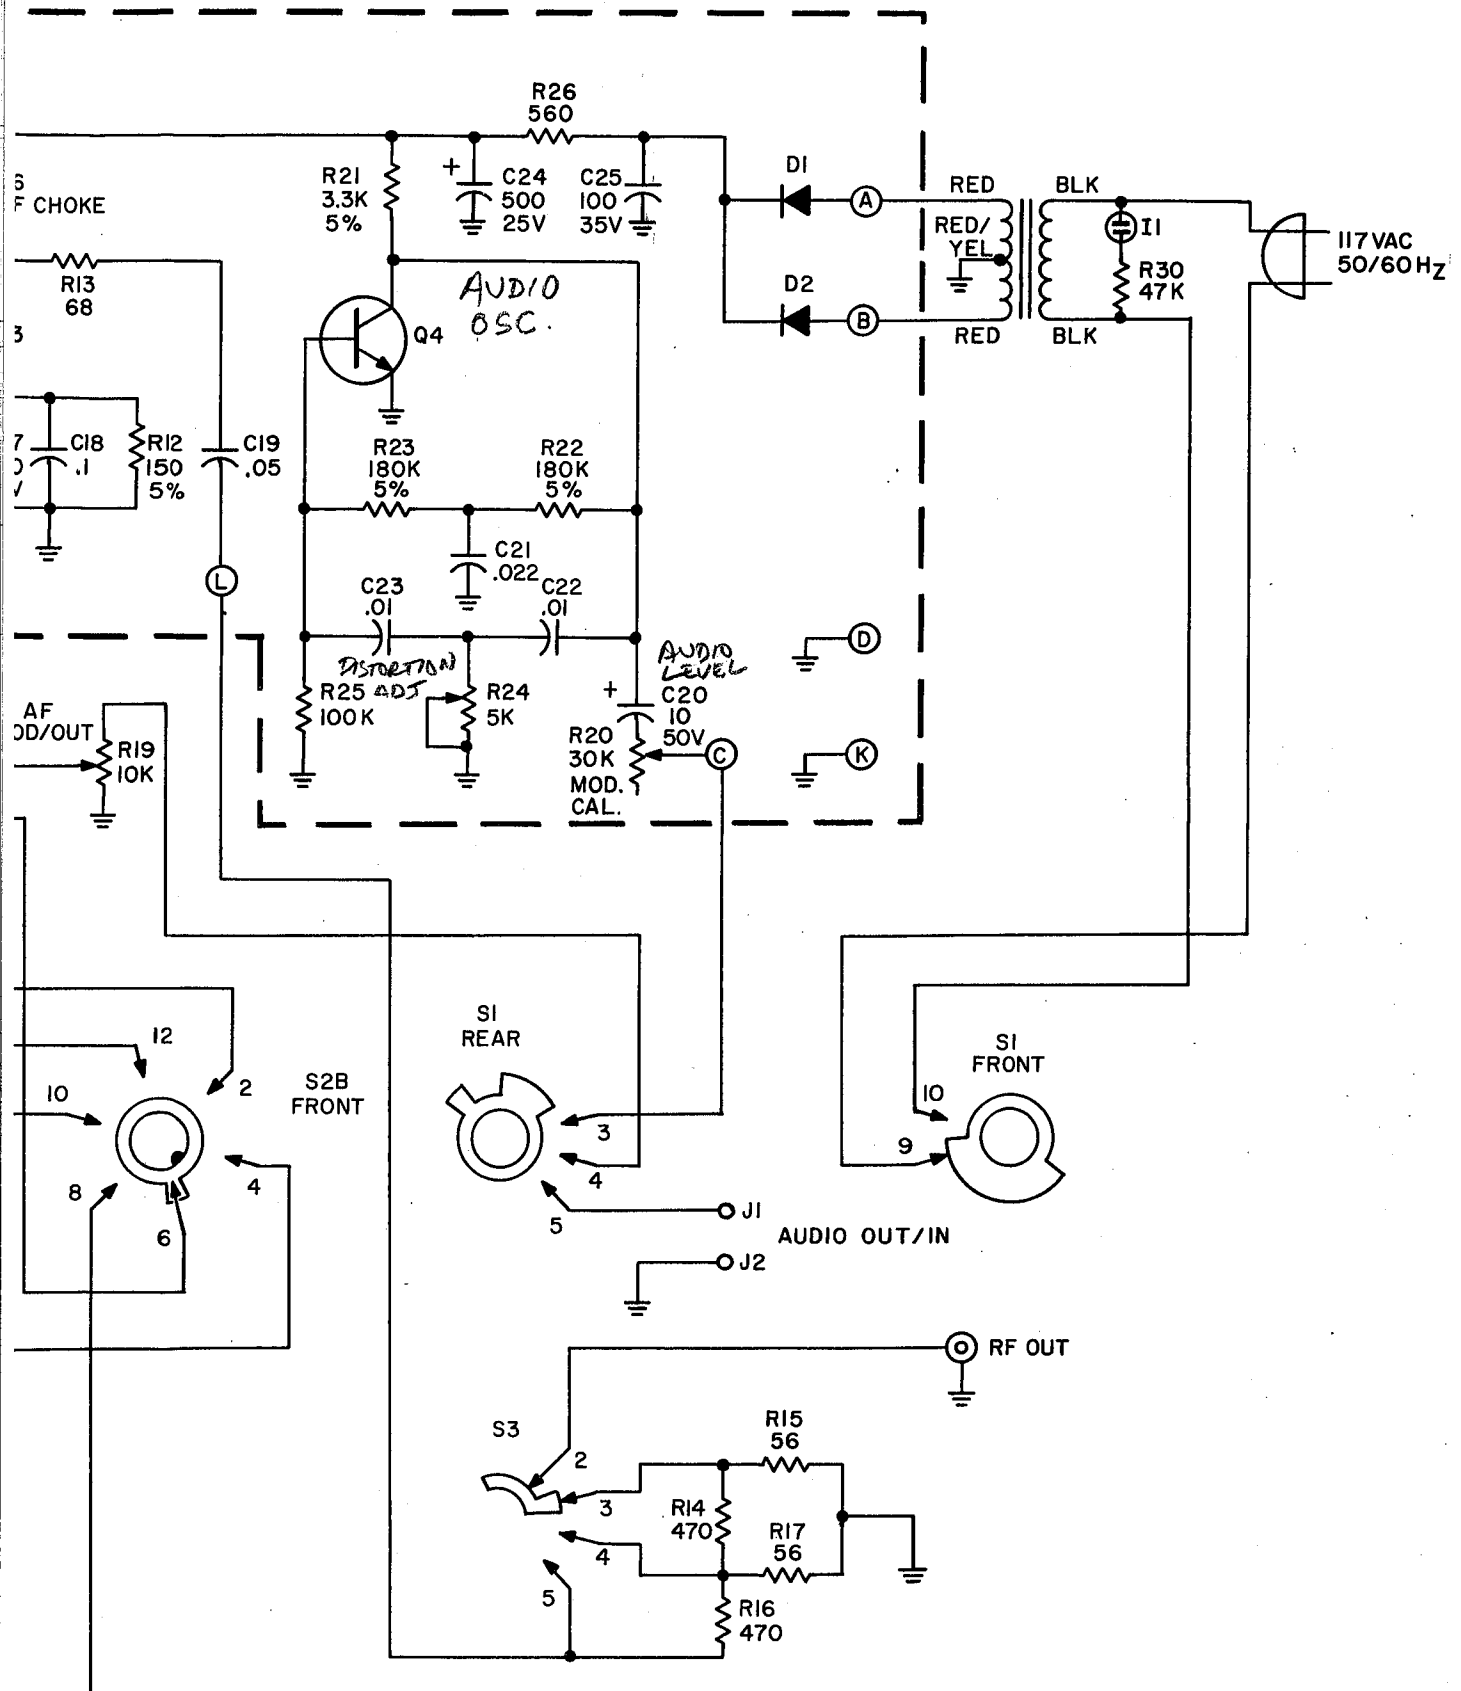 R26
560
D1
R21
3.3K
5%
+
C24
500
25V
C25
100
35V
A
RED
BLK
RED/
YEL
I1
117VAC
50/60Hz
F CHOKE
R13
68
AUDIO
OSC.
Q4
D2
B
RED
BLK
R30
47K
C18
.1
R12
150
5%
C19
.05
R23
180K
5%
R22
180K
5%
C21
.022
L
C23
.01
C22
.01
D
DISTORTION
ADJ
AUDIO
LEVEL
R25
100K
R24
5K
+
C20
10
50V
AF
OD/OUT
R19
10K
R20
30K
MOD.
CAL.
C
K
S1
REAR
S1
FRONT
12
2
10
S2B
FRONT
3
10
8
4
4
9
6
5
J1
AUDIO OUT/IN
J2
RF OUT
S3
2
R15
56
3
R14
470
R17
56
4
5
R16
470